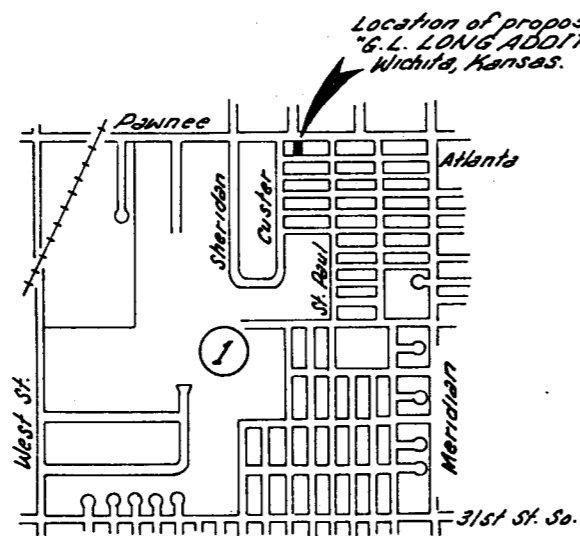 Location of propos
"G.L. LONG ADDIT
Wichita, Kansas.
Pawnee
Atlanta
Sheridan
Custer
St. Paul
1
West St.
Meridian
31st St. So.